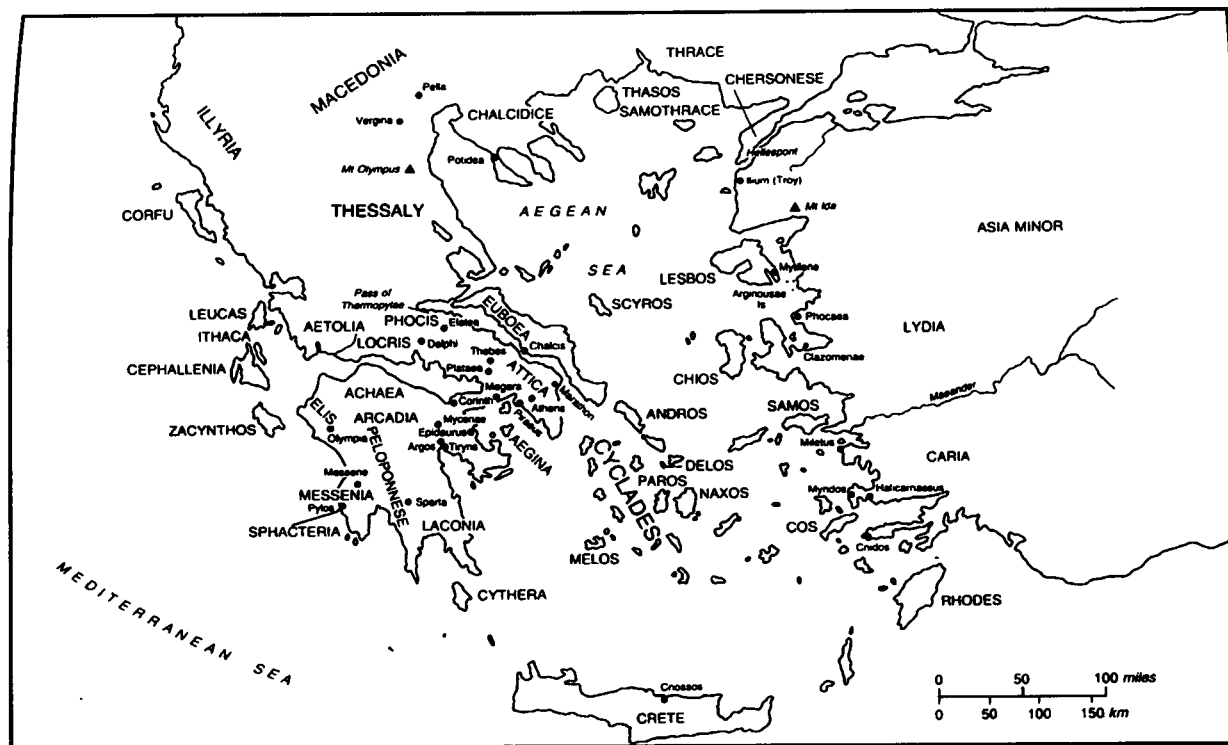 THRACE
MACEDONIA
CHERSONESE
Pella
THASOS
ILLYRIA
CHALCIDICE
SAMOTHRACE
Vergina
Hellespont
Potidea
Mt Olympus
Ilium (Troy)
THESSALY
AEGEAN
Mt Ida
CORFU
ASIA MINOR
SEA
LESBOS
Mytilene
Pass of
Thermopylae
Arginousae
Is
SCYROS
LEUCAS
EUBOEA
PHOCIS
Elatea
Phocaea
AETOLIA
LYDIA
ITHACA
LOCRIS
Delphi
Chalcis
Thebes
Clazomenae
CEPHALLENIA
Plataea
ATTICA
CHIOS
Marathon
Maeander
ACHAEA
Megara
Corinth
Athens
SAMOS
ELIS
ARCADIA
Piraeus
ANDROS
ZACYNTHOS
Mycenae
Olympia
Epidaurus
AEGINA
Miletus
Argos
Tiryns
PELOPONNESE
CYCLADES
DELOS
CARIA
Messene
PAROS
NAXOS
MESSENIA
Myndos
Halicarnassus
Pylos
Sparta
SPHACTERIA
LACONIA
COS
MELOS
Cnidos
MEDITERRANEAN SEA
CYTHERA
RHODES
Cnossos
CRETE
0 50 100 miles
0 50 100 150 km